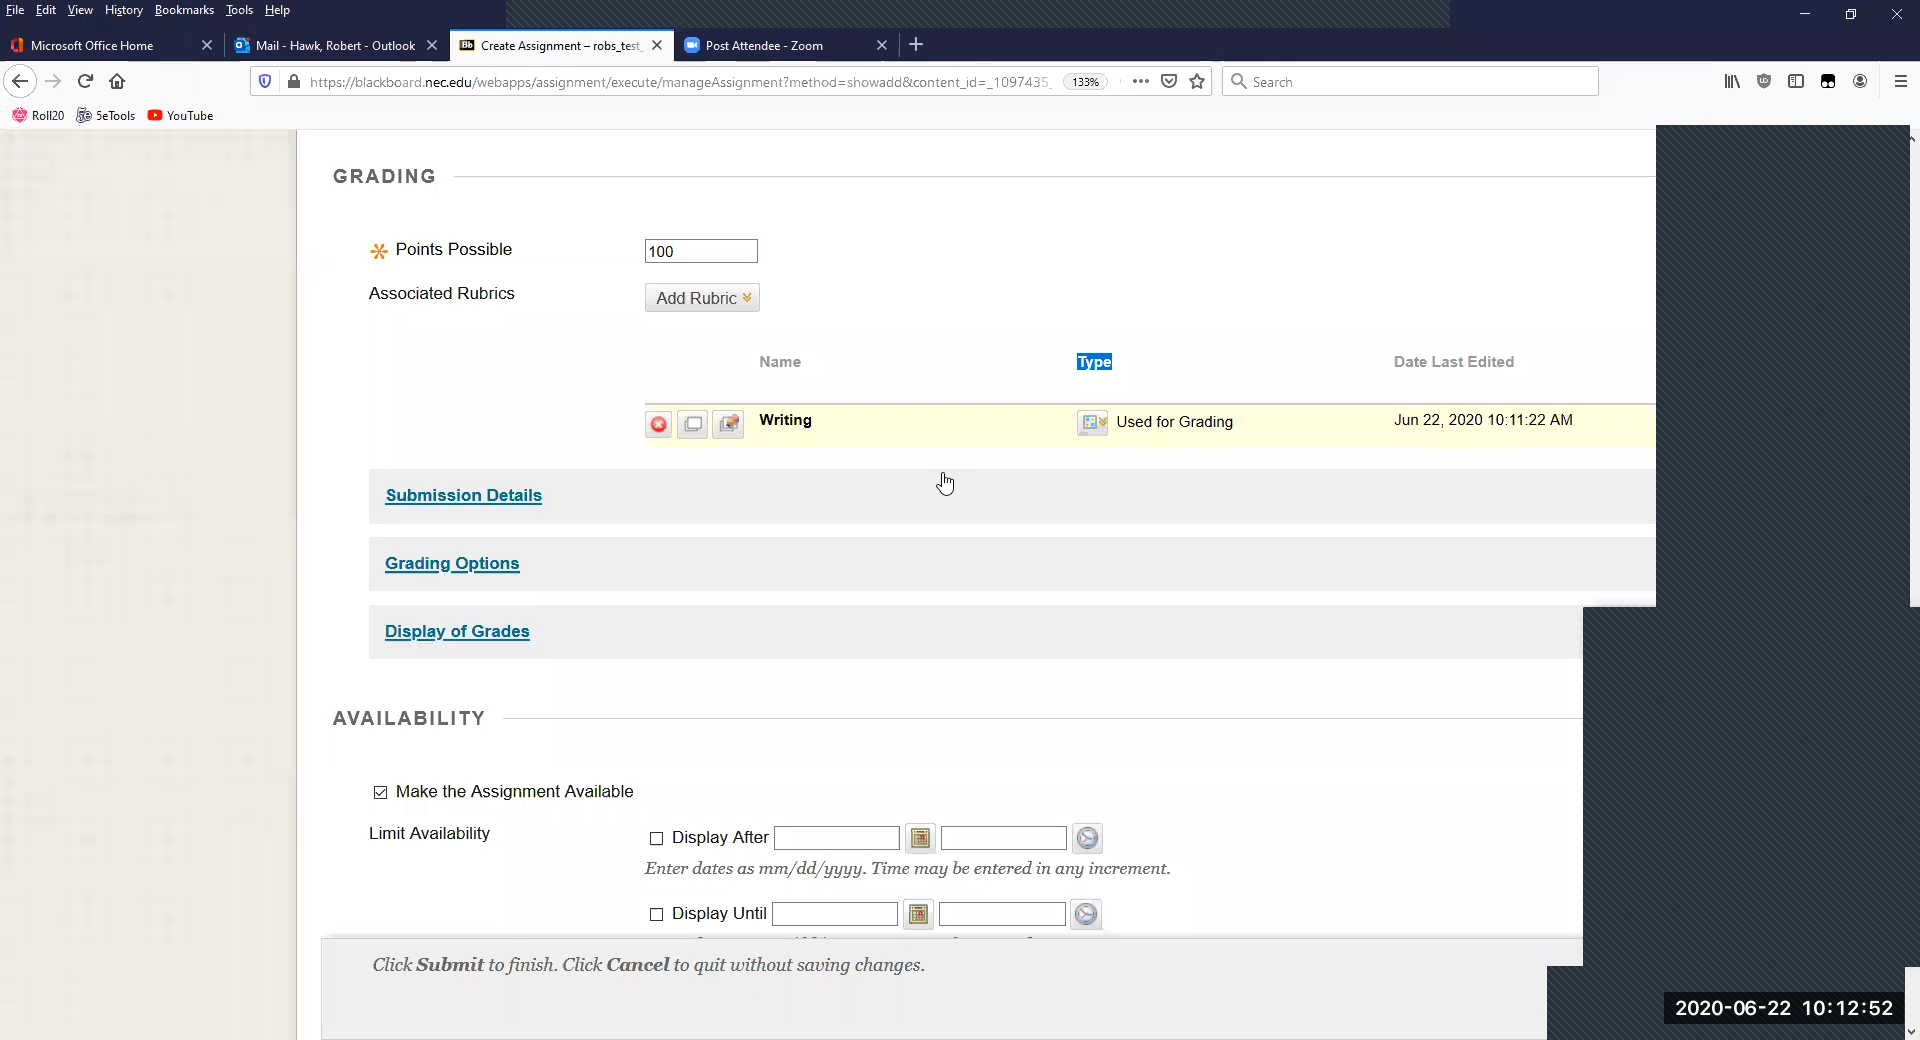 File Edit View History Bookmarks Tools Help
Microsoft Office Home
Mail - Hawk, Robert - Outlook
Create Assignment – robs_test_
Post Attendee - Zoom
https://blackboard.nec.edu/webapps/assignment/execute/manageAssignment?method=showadd&content_id=_1097435_
133%
Search
Roll20 5eTools YouTube
GRADING
Points Possible 100
Associated Rubrics Add Rubric
Name Type Date Last Edited
Writing Used for Grading Jun 22, 2020 10:11:22 AM
Submission Details
Grading Options
Display of Grades
AVAILABILITY
Make the Assignment Available
Limit Availability Display After
Enter dates as mm/dd/yyyy. Time may be entered in any increment.
Display Until
Click Submit to finish. Click Cancel to quit without saving changes.
2020-06-22 10:12:52